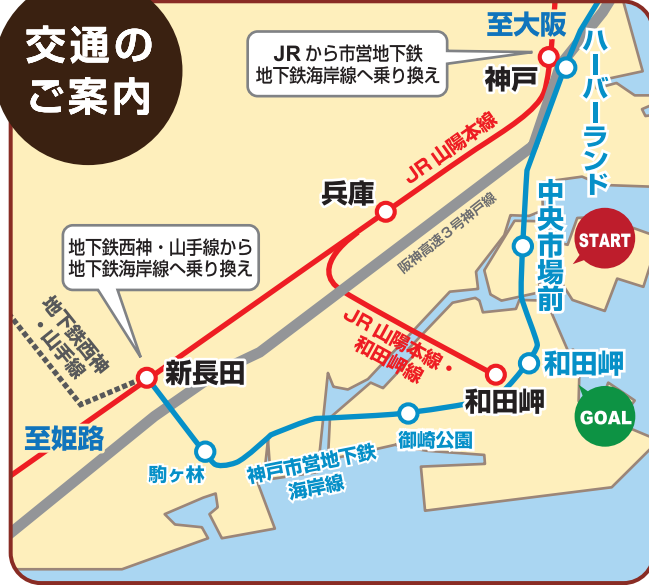 交通の
ご案内
至大阪
JRから市営地下鉄
地下鉄海岸線へ乗り換え
神戸
ハーバーランド
JR山陽本線
兵庫
阪神高速3号神戸線
中央市場前
START
地下鉄西神・山手線から
地下鉄海岸線へ乗り換え
地下鉄西神
・山手線
新長田
JR山陽本線・
和田岬線
和田岬
和田岬
GOAL
至姫路
駒ヶ林
神戸市営地下鉄
海岸線
御崎公園